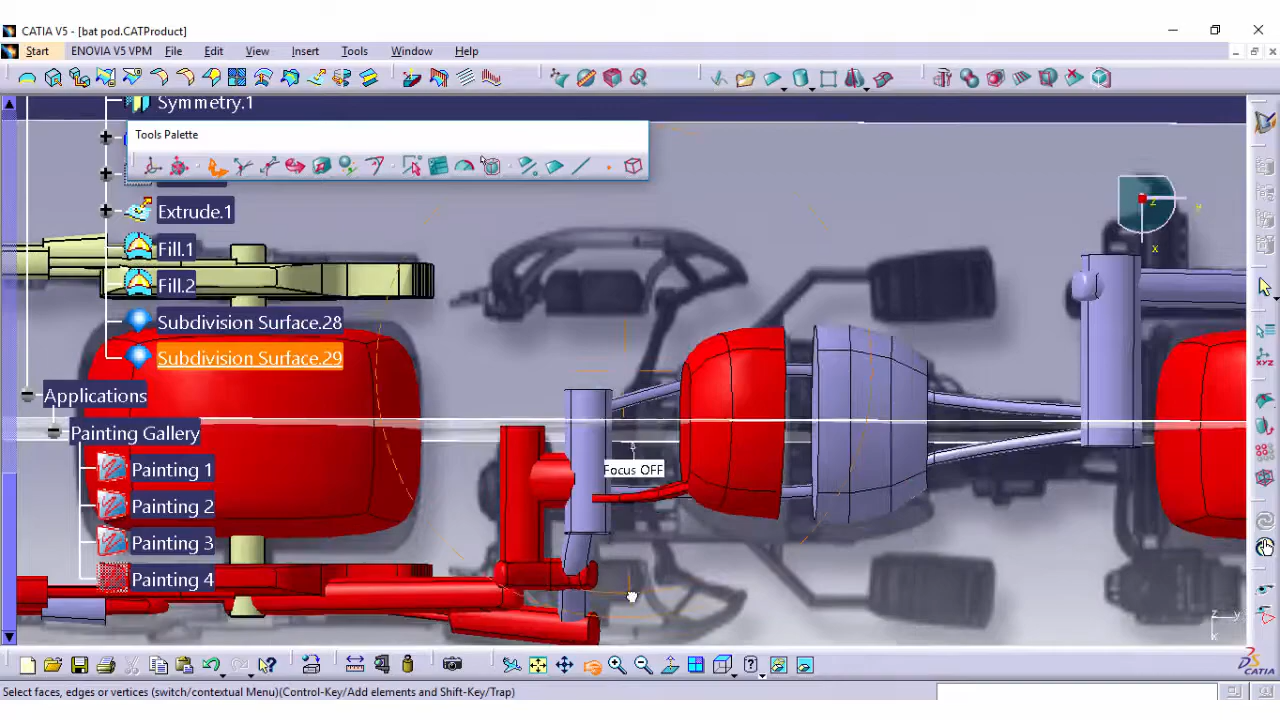 CATIA V5 - [bat pod.CATProduct]
Start ENOVIA V5 VPM File Edit View Insert Tools Window Help
Symmetry.1
Tools Palette
Extrude.1
Fill.1
Fill.2
Subdivision Surface.28
Subdivision Surface.29
Applications
Painting Gallery
Painting 1
Painting 2
Painting 3
Painting 4
Focus OFF
z
y
x
z
y
x
XYZ
CATIA
Select faces, edges or vertices (switch/contextual Menu)(Control-Key/Add elements and Shift-Key/Trap)